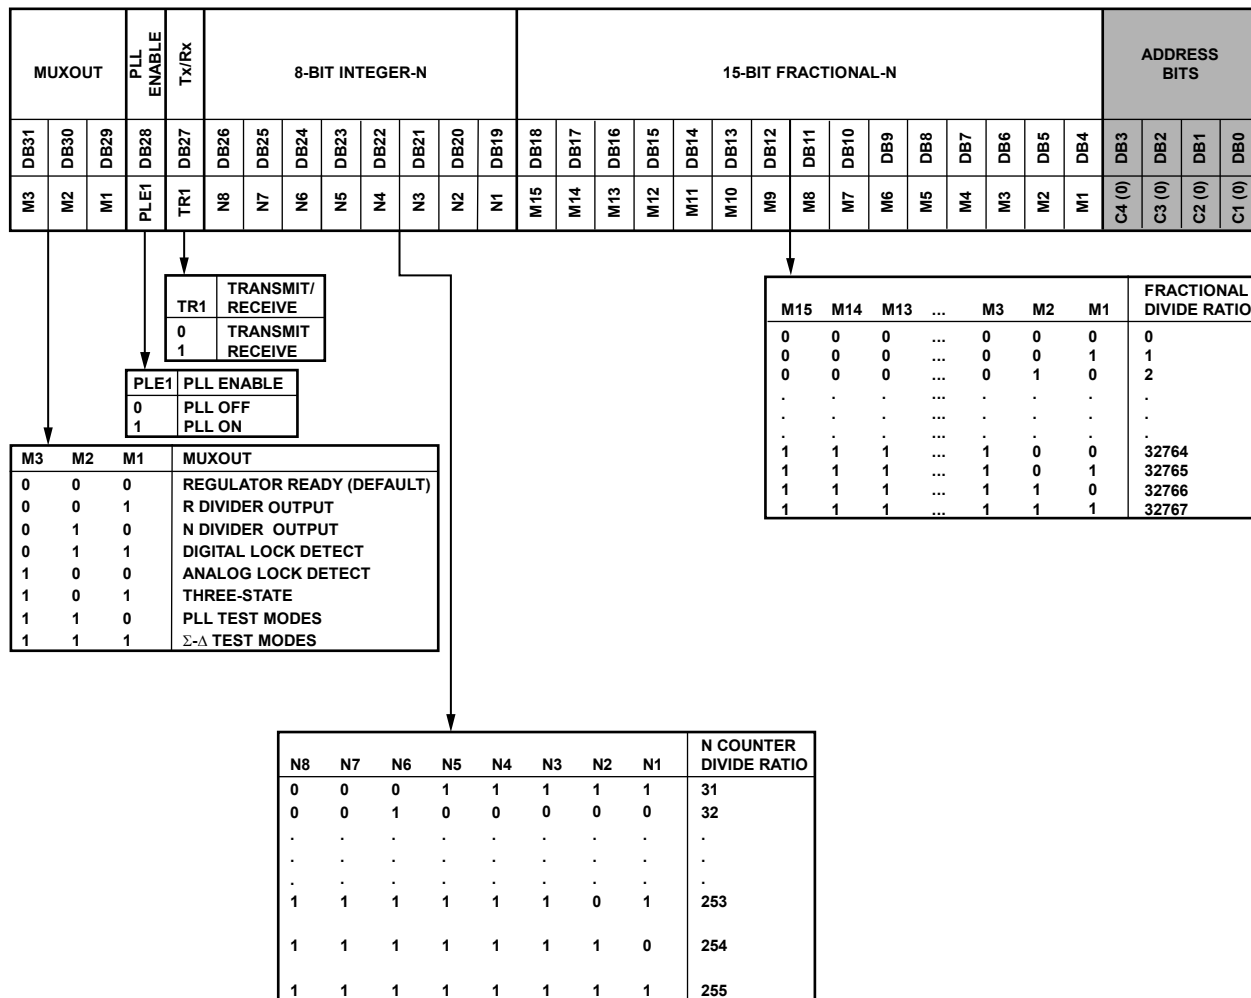 MUXOUT PLL ENABLE Tx/Rx 8-BIT INTEGER-N 15-BIT FRACTIONAL-N ADDRESS BITS
DB31 DB30 DB29 DB28 DB27 DB26 DB25 DB24 DB23 DB22 DB21 DB20 DB19 DB18 DB17 DB16 DB15 DB14 DB13 DB12 DB11 DB10 DB9 DB8 DB7 DB6 DB5 DB4 DB3 DB2 DB1 DB0
M3 M2 M1 PLE1 TR1 N8 N7 N6 N5 N4 N3 N2 N1 M15 M14 M13 M12 M11 M10 M9 M8 M7 M6 M5 M4 M3 M2 M1 C4 (0) C3 (0) C2 (0) C1 (0)
TR1 TRANSMIT/ RECEIVE
0 TRANSMIT
1 RECEIVE
PLE1 PLL ENABLE
0 PLL OFF
1 PLL ON
M3 M2 M1 MUXOUT
0 0 0 REGULATOR READY (DEFAULT)
0 0 1 R DIVIDER OUTPUT
0 1 0 N DIVIDER OUTPUT
0 1 1 DIGITAL LOCK DETECT
1 0 0 ANALOG LOCK DETECT
1 0 1 THREE-STATE
1 1 0 PLL TEST MODES
1 1 1 Σ-Δ TEST MODES
M15 M14 M13 ... M3 M2 M1 FRACTIONAL DIVIDE RATIO
0 0 0 ... 0 0 0 0
0 0 0 ... 0 0 1 1
0 0 0 ... 0 1 0 2
. . . ... . . . .
. . . ... . . . .
. . . ... . . . .
1 1 1 ... 1 0 0 32764
1 1 1 ... 1 0 1 32765
1 1 1 ... 1 1 0 32766
1 1 1 ... 1 1 1 32767
N8 N7 N6 N5 N4 N3 N2 N1 N COUNTER DIVIDE RATIO
0 0 0 1 1 1 1 1 31
0 0 1 0 0 0 0 0 32
. . . . . . . . .
. . . . . . . . .
. . . . . . . . .
1 1 1 1 1 1 0 1 253
1 1 1 1 1 1 1 0 254
1 1 1 1 1 1 1 1 255